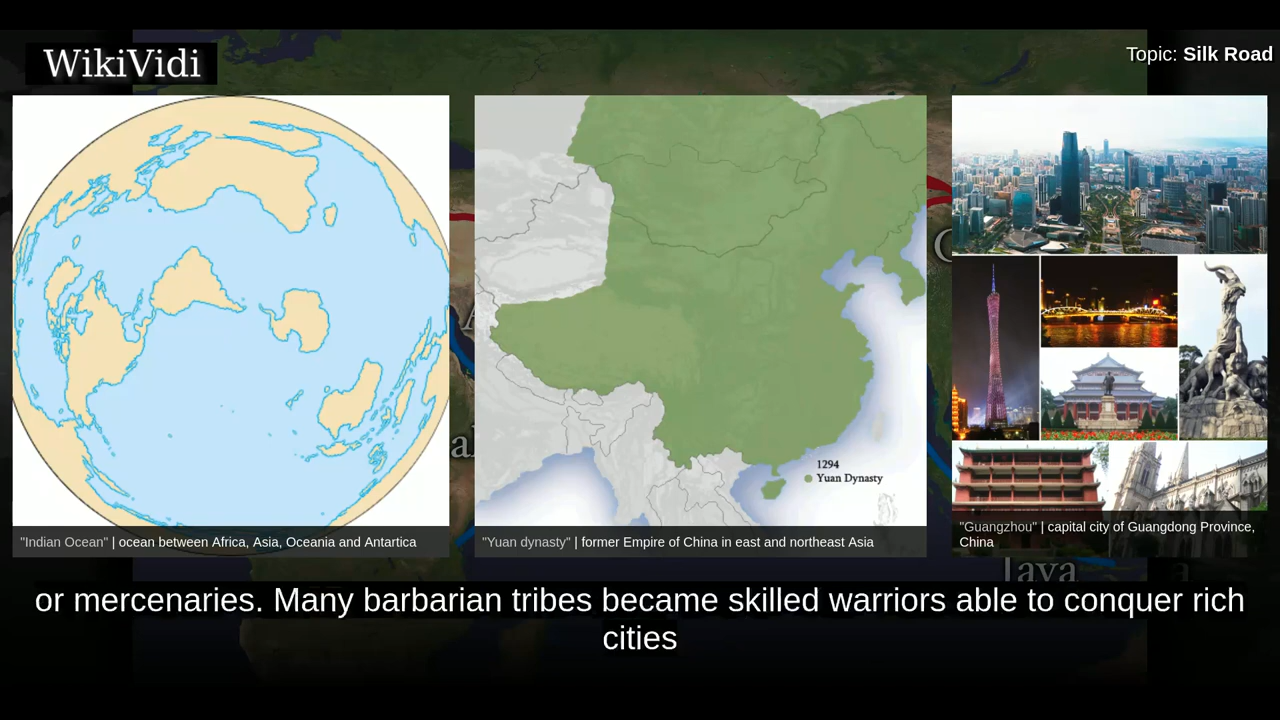 WikiVidi
Topic: Silk Road
1294
Yuan Dynasty
"Indian Ocean" | ocean between Africa, Asia, Oceania and Antartica
"Yuan dynasty" | former Empire of China in east and northeast Asia
"Guangzhou" | capital city of Guangdong Province,
China
Java
or mercenaries. Many barbarian tribes became skilled warriors able to conquer rich
cities